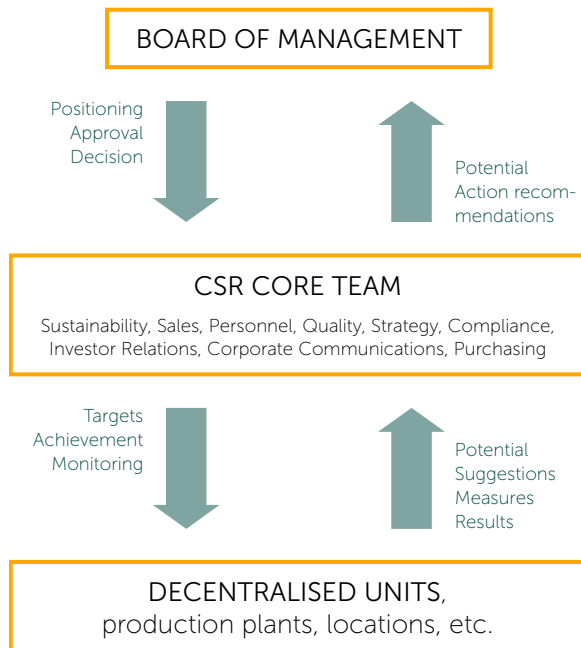 BOARD OF MANAGEMENT
Positioning
Approval
Decision
Potential
Action recom-
mendations
CSR CORE TEAM
Sustainability, Sales, Personnel, Quality, Strategy, Compliance,
Investor Relations, Corporate Communications, Purchasing
Targets
Achievement
Monitoring
Potential
Suggestions
Measures
Results
DECENTRALISED UNITS,
production plants, locations, etc.